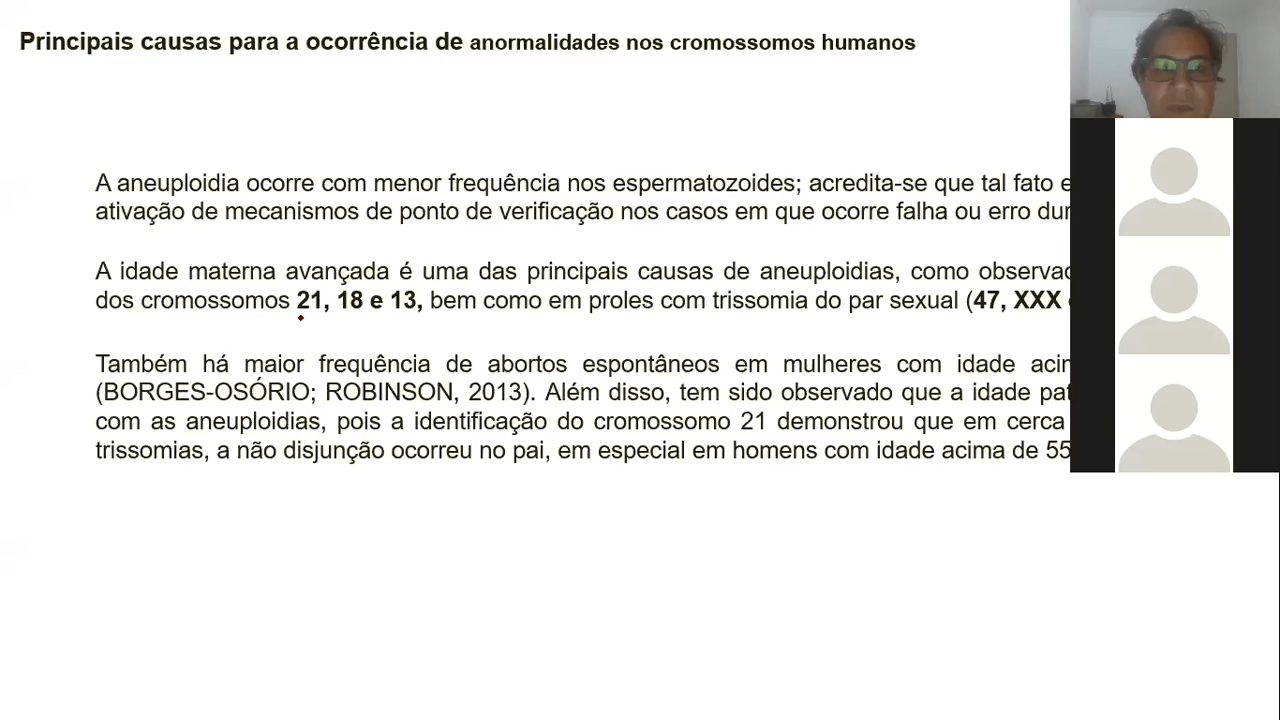 Principais causas para a ocorrência de anormalidades nos cromossomos humanos
A aneuploidia ocorre com menor frequência nos espermatozoides; acredita-se que tal fato
ativação de mecanismos de ponto de verificação nos casos em que ocorre falha ou erro
A idade materna avançada é uma das principais causas de aneuploidias, como
dos cromossomos 21, 18 e 13, bem como em proles com trissomia do par sexual (47, XXX
Também há maior frequência de abortos espontâneos em mulheres com idade
(BORGES-OSÓRIO; ROBINSON, 2013). Além disso, tem sido observado que a idade
com as aneuploidias, pois a identificação do cromossomo 21 demonstrou que em cerca
trissomias, a não disjunção ocorreu no pai, em especial em homens com idade acima de 55